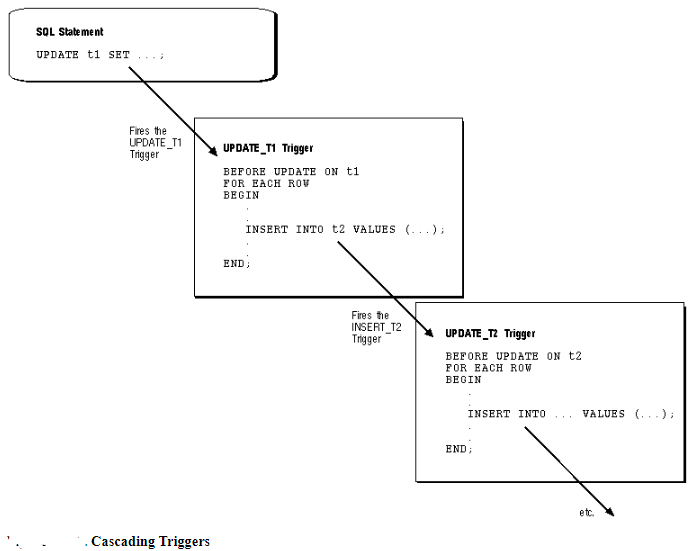 SQL Statement
UPDATE t1 SET ...;
Fires the
UPDATE_T1
Trigger
UPDATE_T1 Trigger
BEFORE UPDATE ON t1
FOR EACH ROW
BEGIN
.
.
INSERT INTO t2 VALUES (...);
.
.
END;
Fires the
INSERT_T2
Trigger
UPDATE_T2 Trigger
BEFORE UPDATE ON t2
FOR EACH ROW
BEGIN
.
.
INSERT INTO ... VALUES (...);
.
.
END;
etc.
Cascading Triggers